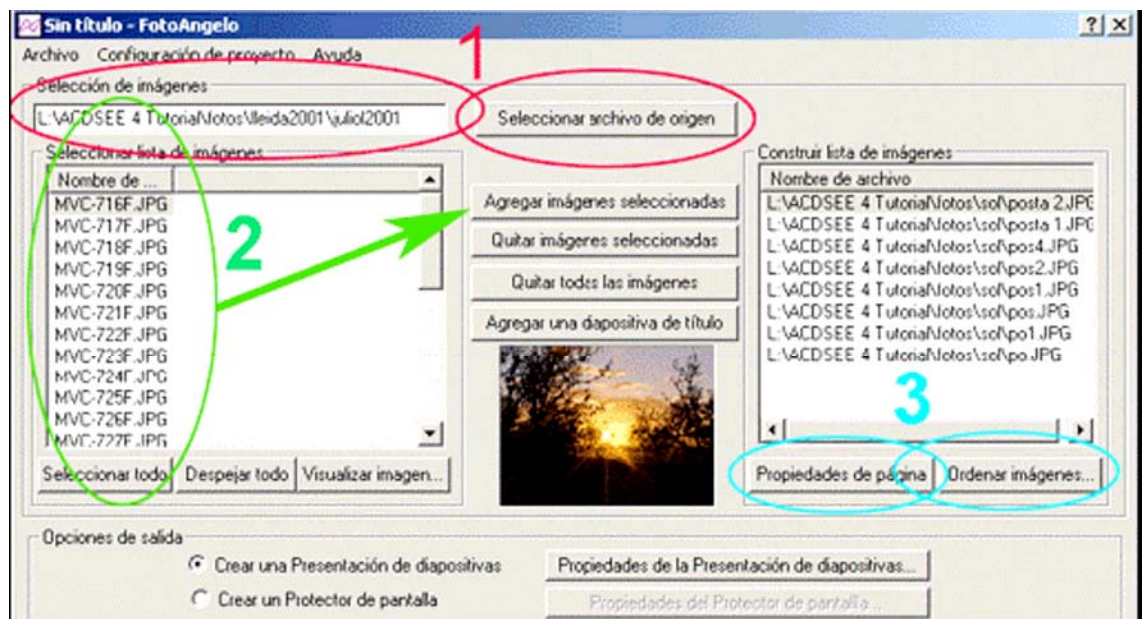 Sin título - FotoAngelo
Archivo Configuración de proyecto Ayuda
1
Selección de imágenes
L:\ACDSEE 4 Tutorial\fotos\lleida2001\juliol2001
Seleccionar archivo de origen
Seleccionar lista de imágenes
Nombre de ...
MVC-716F.JPG
MVC-717F.JPG
MVC-718F.JPG
MVC-719F.JPG
MVC-720F.JPG
MVC-721F.JPG
MVC-722F.JPG
MVC-723F.JPG
MVC-724F.JPG
MVC-725F.JPG
MVC-726F.JPG
MVC-727F.JPG
2
Seleccionar todo Despejar todo Visualizar imagen...
Agregar imágenes seleccionadas
Quitar imágenes seleccionadas
Quitar todas las imágenes
Agregar una dapositiva de título
Construir lista de imágenes
Nombre de archivo
L:\ACDSEE 4 Tutorial\fotos\sol\posta 2.JPG
L:\ACDSEE 4 Tutorial\fotos\sol\posta 1.JPG
L:\ACDSEE 4 Tutorial\fotos\sol\pos4.JPG
L:\ACDSEE 4 Tutorial\fotos\sol\pos2.JPG
L:\ACDSEE 4 Tutorial\fotos\sol\pos1.JPG
L:\ACDSEE 4 Tutorial\fotos\sol\pos.JPG
L:\ACDSEE 4 Tutorial\fotos\sol\po1.JPG
L:\ACDSEE 4 Tutorial\fotos\sol\po.JPG
3
Propiedades de página Ordenar imágenes...
Opciones de salida
Crear una Presentación de diapositivas
Propiedades de la Presentación de diapositivas...
Crear un Protector de pantalla
Propiedades del Protector de pantalla ...